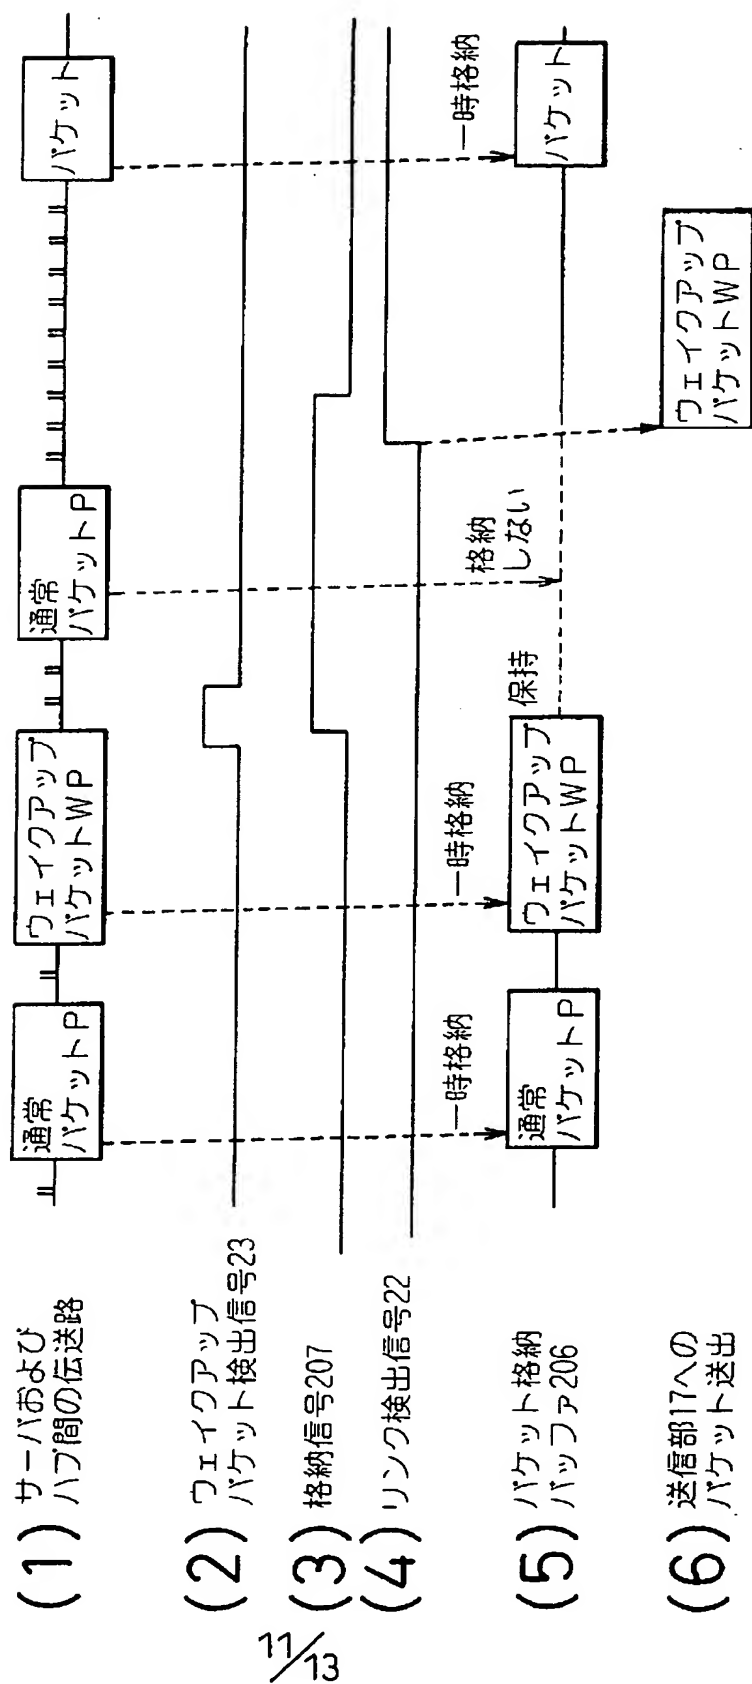 (1) サーバおよび
ハブ間の伝送路
通常
パケットP
ウェイクアップ
パケットWP
通常
パケットP
パケット
(2) ウェイクアップ
パケット検出信号23
(3) 格納信号207
(4) リンク検出信号22
一時格納
一時格納
格納
しない
一時格納
(5) パケット格納
バッファ206
通常
パケットP
ウェイクアップ
パケットWP
保持
パケット
(6) 送信部17への
パケット送出
ウェイクアップ
パケットWP
11/13